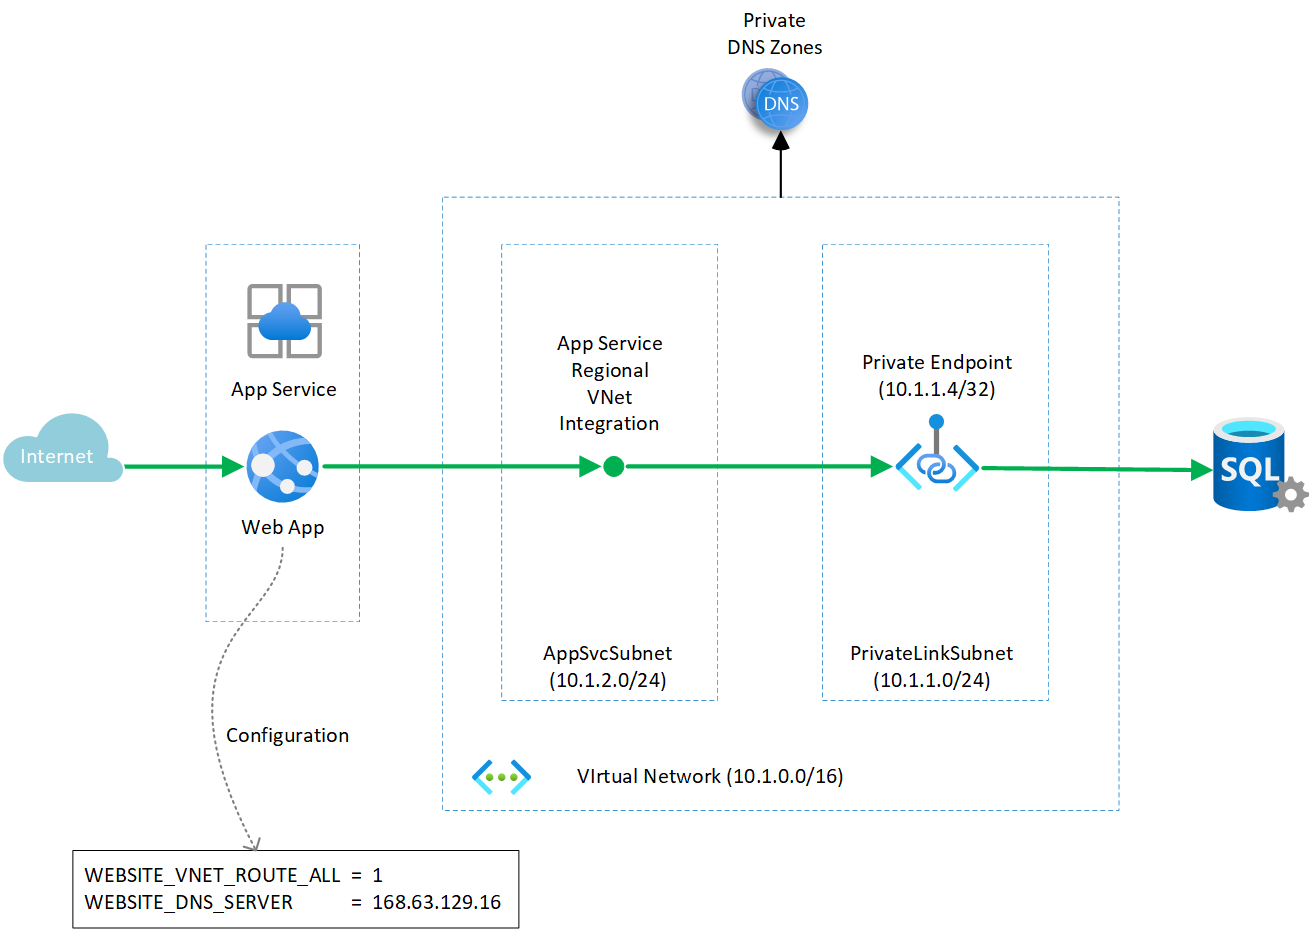 Private
DNS Zones
DNS
App Service
Internet
Web App
App Service
Regional
VNet
Integration
Private Endpoint
(10.1.1.4/32)
SQL
AppSvcSubnet
(10.1.2.0/24)
PrivateLinkSubnet
(10.1.1.0/24)
Configuration
VIrtual Network (10.1.0.0/16)
WEBSITE_VNET_ROUTE_ALL = 1
WEBSITE_DNS_SERVER = 168.63.129.16